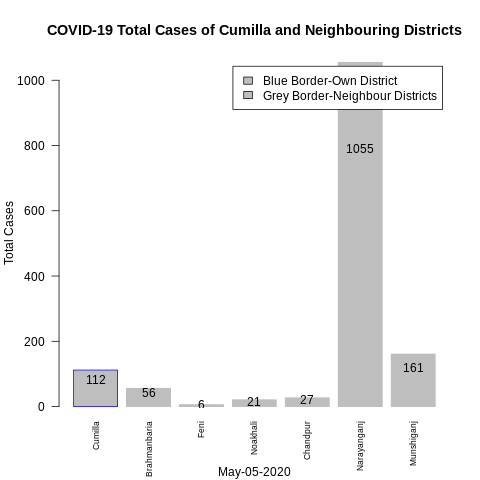 COVID-19 Total Cases of Cumilla and Neighbouring Districts
Blue Border-Own District
Grey Border-Neighbour Districts
Total Cases
1000
800
600
400
200
0
112
56
6
21
27
1055
161
Cumilla
Brahmanbaria
Feni
Noakhali
Chandpur
Narayanganj
Munshiganj
May-05-2020